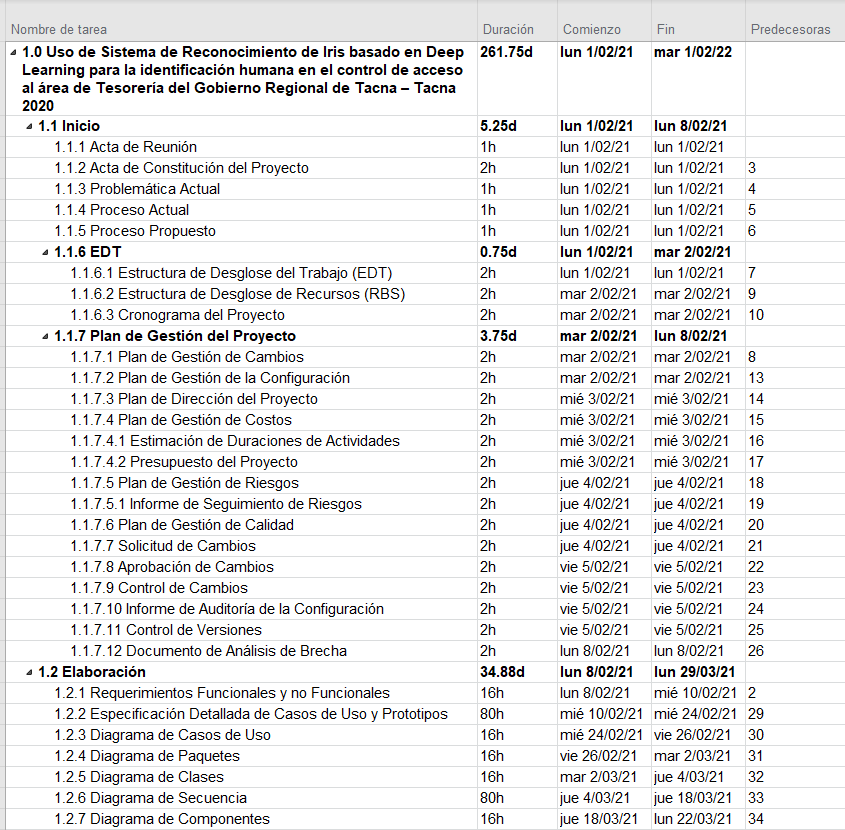 Nombre de tarea Duración Comienzo Fin Predecesoras
1.0 Uso de Sistema de Reconocimiento de Iris basado en Deep 261.75d lun 1/02/21 mar 1/02/22
Learning para la identificación humana en el control de acceso
al área de Tesorería del Gobierno Regional de Tacna – Tacna
2020
1.1 Inicio 5.25d lun 1/02/21 lun 8/02/21
1.1.1 Acta de Reunión 1h lun 1/02/21 lun 1/02/21
1.1.2 Acta de Constitución del Proyecto 2h lun 1/02/21 lun 1/02/21 3
1.1.3 Problemática Actual 1h lun 1/02/21 lun 1/02/21 4
1.1.4 Proceso Actual 1h lun 1/02/21 lun 1/02/21 5
1.1.5 Proceso Propuesto 1h lun 1/02/21 lun 1/02/21 6
1.1.6 EDT 0.75d lun 1/02/21 mar 2/02/21
1.1.6.1 Estructura de Desglose del Trabajo (EDT) 2h lun 1/02/21 lun 1/02/21 7
1.1.6.2 Estructura de Desglose de Recursos (RBS) 2h mar 2/02/21 mar 2/02/21 9
1.1.6.3 Cronograma del Proyecto 2h mar 2/02/21 mar 2/02/21 10
1.1.7 Plan de Gestión del Proyecto 3.75d mar 2/02/21 lun 8/02/21
1.1.7.1 Plan de Gestión de Cambios 2h mar 2/02/21 mar 2/02/21 8
1.1.7.2 Plan de Gestión de la Configuración 2h mar 2/02/21 mar 2/02/21 13
1.1.7.3 Plan de Dirección del Proyecto 2h mié 3/02/21 mié 3/02/21 14
1.1.7.4 Plan de Gestión de Costos 2h mié 3/02/21 mié 3/02/21 15
1.1.7.4.1 Estimación de Duraciones de Actividades 2h mié 3/02/21 mié 3/02/21 16
1.1.7.4.2 Presupuesto del Proyecto 2h mié 3/02/21 mié 3/02/21 17
1.1.7.5 Plan de Gestión de Riesgos 2h jue 4/02/21 jue 4/02/21 18
1.1.7.5.1 Informe de Seguimiento de Riesgos 2h jue 4/02/21 jue 4/02/21 19
1.1.7.6 Plan de Gestión de Calidad 2h jue 4/02/21 jue 4/02/21 20
1.1.7.7 Solicitud de Cambios 2h jue 4/02/21 jue 4/02/21 21
1.1.7.8 Aprobación de Cambios 2h vie 5/02/21 vie 5/02/21 22
1.1.7.9 Control de Cambios 2h vie 5/02/21 vie 5/02/21 23
1.1.7.10 Informe de Auditoría de la Configuración 2h vie 5/02/21 vie 5/02/21 24
1.1.7.11 Control de Versiones 2h vie 5/02/21 vie 5/02/21 25
1.1.7.12 Documento de Análisis de Brecha 2h lun 8/02/21 lun 8/02/21 26
1.2 Elaboración 34.88d lun 8/02/21 lun 29/03/21
1.2.1 Requerimientos Funcionales y no Funcionales 16h lun 8/02/21 mié 10/02/21 2
1.2.2 Especificación Detallada de Casos de Uso y Prototipos 80h mié 10/02/21 mié 24/02/21 29
1.2.3 Diagrama de Casos de Uso 16h mié 24/02/21 vie 26/02/21 30
1.2.4 Diagrama de Paquetes 16h vie 26/02/21 mar 2/03/21 31
1.2.5 Diagrama de Clases 16h mar 2/03/21 jue 4/03/21 32
1.2.6 Diagrama de Secuencia 80h jue 4/03/21 jue 18/03/21 33
1.2.7 Diagrama de Componentes 16h jue 18/03/21 lun 22/03/21 34